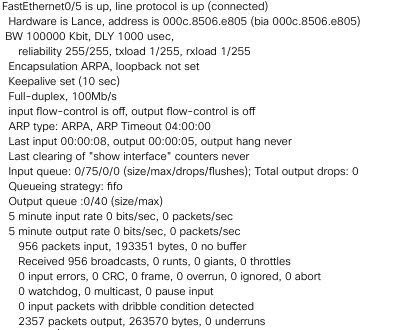 FastEthernet0/5 is up, line protocol is up (connected)
Hardware is Lance, address is 000c.8506.e805 (bia 000c.8506.e805)
BW 100000 Kbit, DLY 1000 usec,
reliability 255/255, txload 1/255, rxload 1/255
Encapsulation ARPA, loopback not set
Keepalive set (10 sec)
Full-duplex, 100Mb/s
input flow-control is off, output flow-control is off
ARP type: ARPA, ARP Timeout 04:00:00
Last input 00:00:08, output 00:00:05, output hang never
Last clearing of "show interface" counters never
Input queue: 0/75/0/0 (size/max/drops/flushes); Total output drops: 0
Queueing strategy: fifo
Output queue :0/40 (size/max)
5 minute input rate 0 bits/sec, 0 packets/sec
5 minute output rate 0 bits/sec, 0 packets/sec
956 packets input, 193351 bytes, 0 no buffer
Received 956 broadcasts, 0 runts, 0 giants, 0 throttles
0 input errors, 0 CRC, 0 frame, 0 overrun, 0 ignored, 0 abort
0 watchdog, 0 multicast, 0 pause input
0 input packets with dribble condition detected
2357 packets output, 263570 bytes, 0 underruns